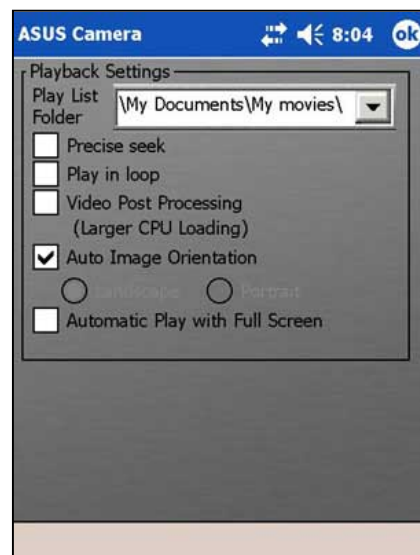 ASUS Camera 8:04 ok
Playback Settings
Play List
Folder
\My Documents\My movies\
Precise seek
Play in loop
Video Post Processing
(Larger CPU Loading)
Auto Image Orientation
Landscape Portrait
Automatic Play with Full Screen